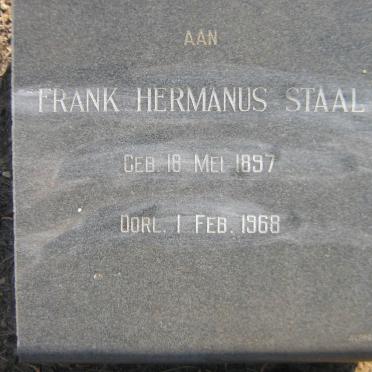 AAN
FRANK HERMANUS STAAL
GEB. 18 MEI 1897
OORL. 1 FEB. 1968